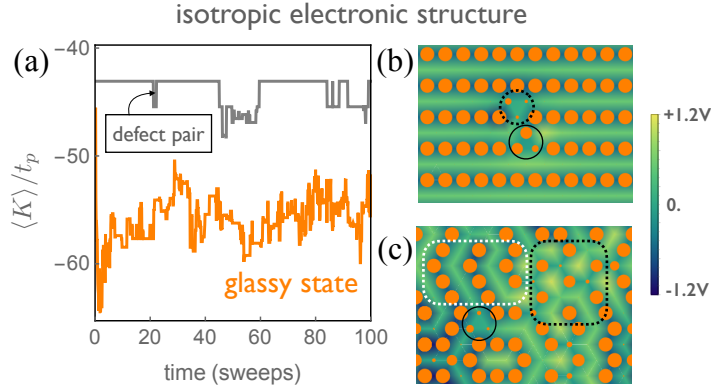 isotropic electronic structure
(a)
⟨K⟩/t_p
−40
−50
−60
defect pair
glassy state
0
20
40
60
80
100
time (sweeps)
(b)
(c)
+1.2V
0.
-1.2V